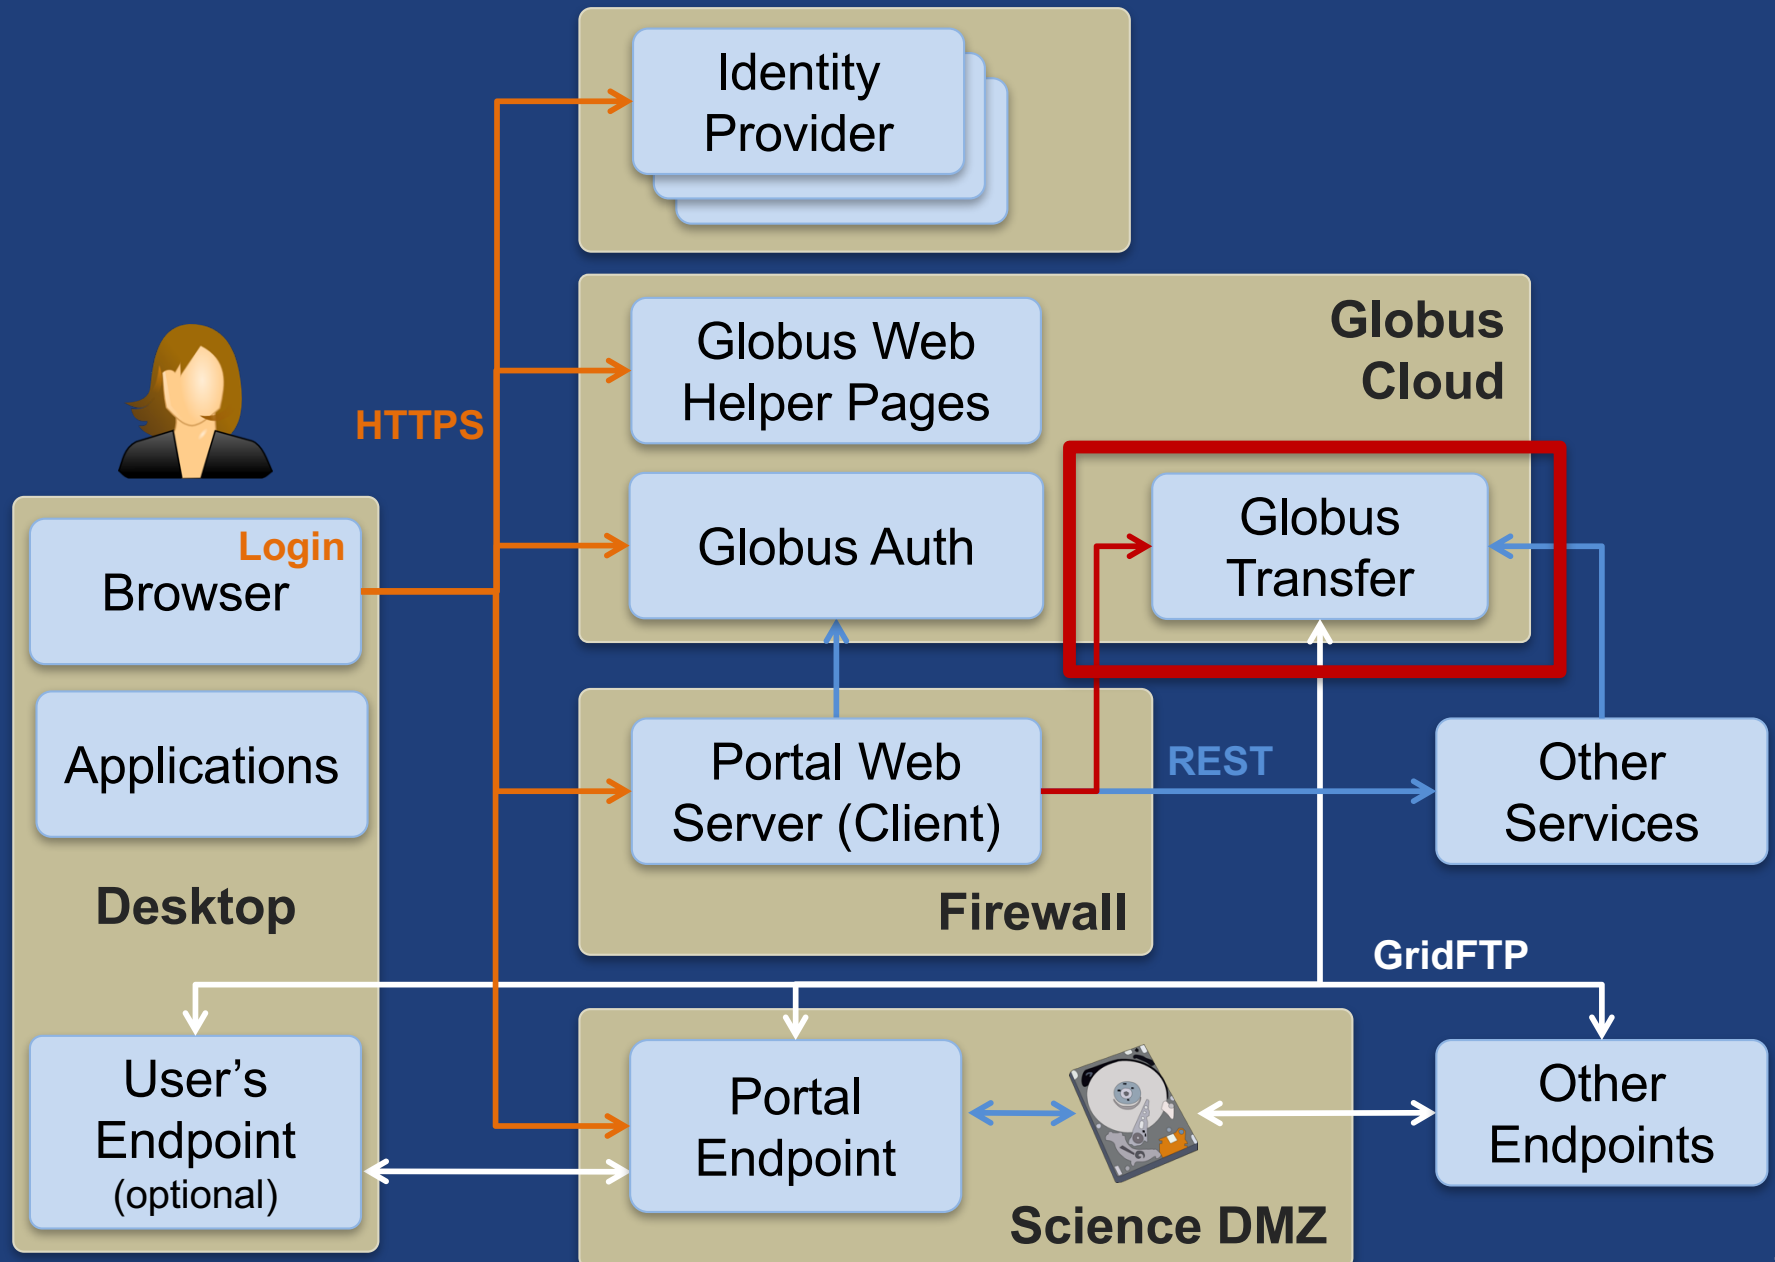 Identity
Provider
Globus
Cloud
Globus Web
Helper Pages
HTTPS
Globus Auth
Globus
Transfer
Login
Browser
Applications
Desktop
Portal Web
Server (Client)
Firewall
REST
Other
Services
GridFTP
User’s
Endpoint
(optional)
Portal
Endpoint
Science DMZ
Other
Endpoints